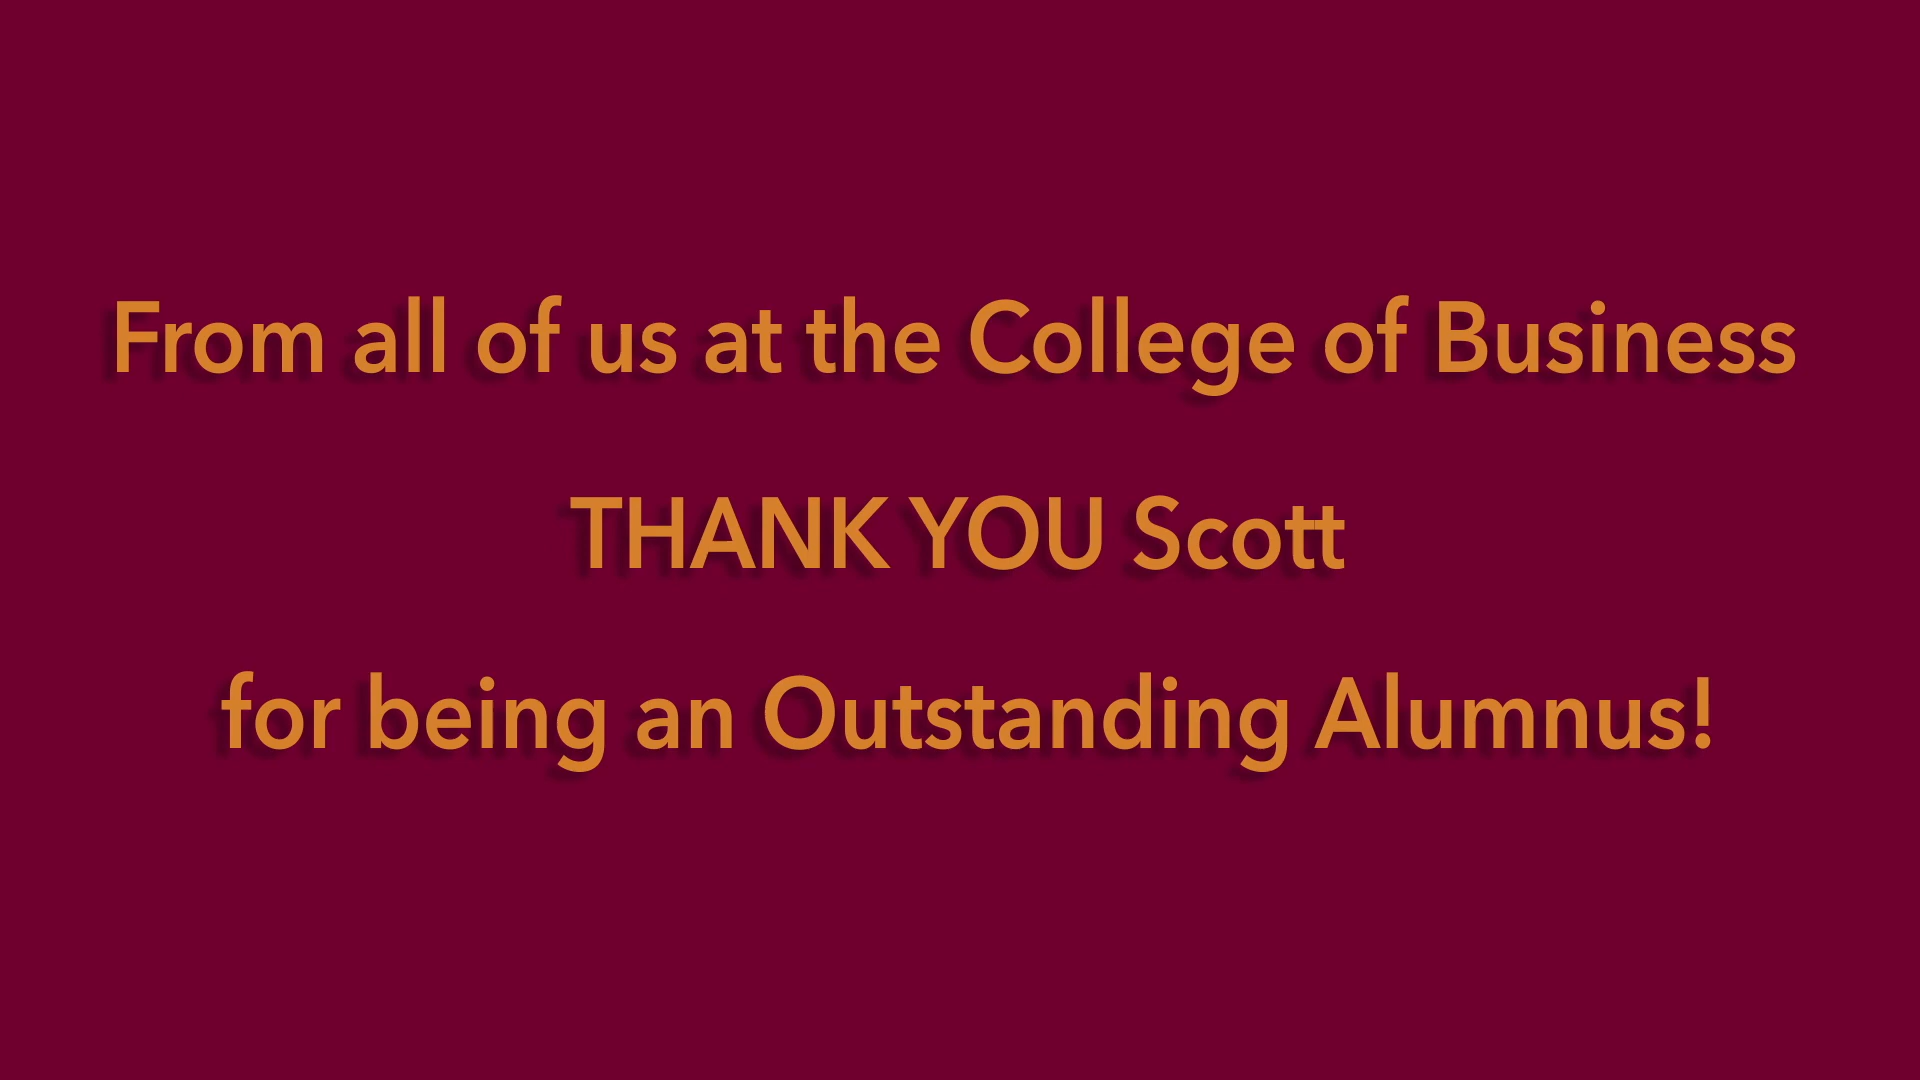 From all of us at the College of Business
THANK YOU Scott
for being an Outstanding Alumnus!